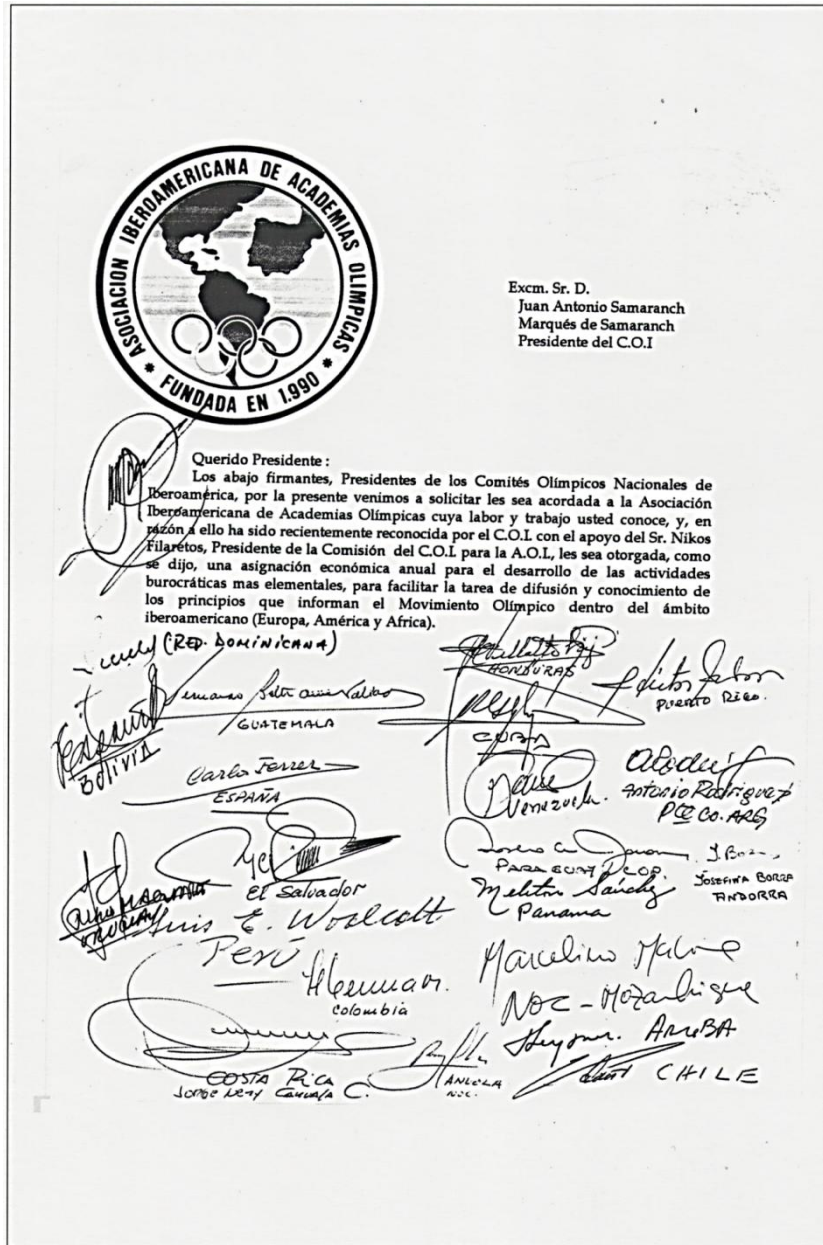 ASOCIACION IBEROAMERICANA DE ACADEMIAS OLIMPICAS
* FUNDADA EN 1.990 *
Excm. Sr. D.
Juan Antonio Samaranch
Marqués de Samaranch
Presidente del C.O.I
Querido Presidente :
Los abajo firmantes, Presidentes de los Comités Olímpicos Nacionales de
Iberoamérica, por la presente venimos a solicitar les sea acordada a la Asociación
Iberoamericana de Academias Olímpicas cuya labor y trabajo usted conoce, y, en
razón a ello ha sido recientemente reconocida por el C.O.I. con el apoyo del Sr. Nikos
Filaretos, Presidente de la Comisión del C.O.I. para la A.O.I., les sea otorgada, como
se dijo, una asignación económica anual para el desarrollo de las actividades
burocráticas mas elementales, para facilitar la tarea de difusión y conocimiento de
los principios que informan el Movimiento Olímpico dentro del ámbito
iberoamericano (Europa, América y Africa).
(REP. DOMINICANA)
HONDURAS
PUERTO RICO.
GUATEMALA
CUBA
BOLIVIA
Carlos Ferrer
ESPAÑA
Venezuela.
Antonio Rodriguez
CO. ARG
PARAGUAY
JOSEFINA
ANDORRA
El Salvador
Melitón Sánchez
Panama
URUGUAY
Luis E.
Perú
Marcelino
NOC - Mozambique
Colombia
ARUBA
COSTA RICA
ANGOLA
NOC.
CHILE
Jorge C.